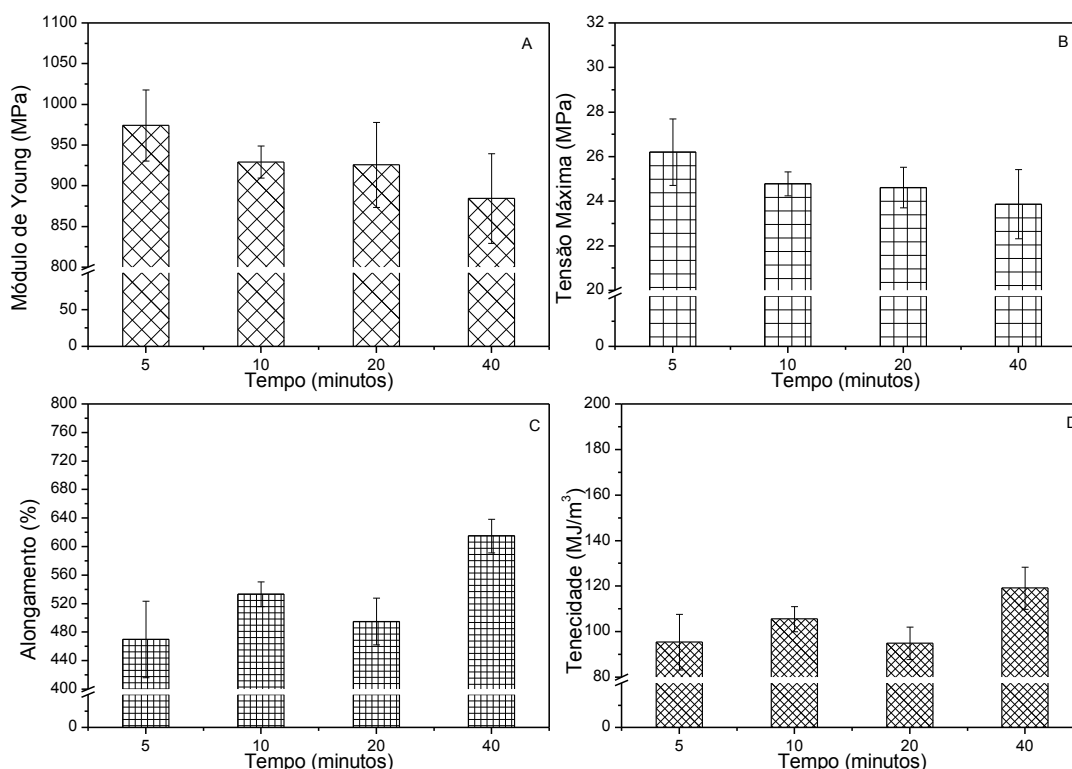 A
Módulo de Young (MPa)
1100
1050
1000
950
900
850
800
50
0
5 10 20 40
Tempo (minutos)
B
Tensão Máxima (MPa)
32
30
28
26
24
22
20
0
5 10 20 40
Tempo (minutos)
C
Alongamento (%)
800
760
720
680
640
600
560
520
480
440
400
0
5 10 20 40
Tempo (minutos)
D
Tenecidade (MJ/m³)
200
180
160
140
120
100
80
0
5 10 20 40
Tempo (minutos)